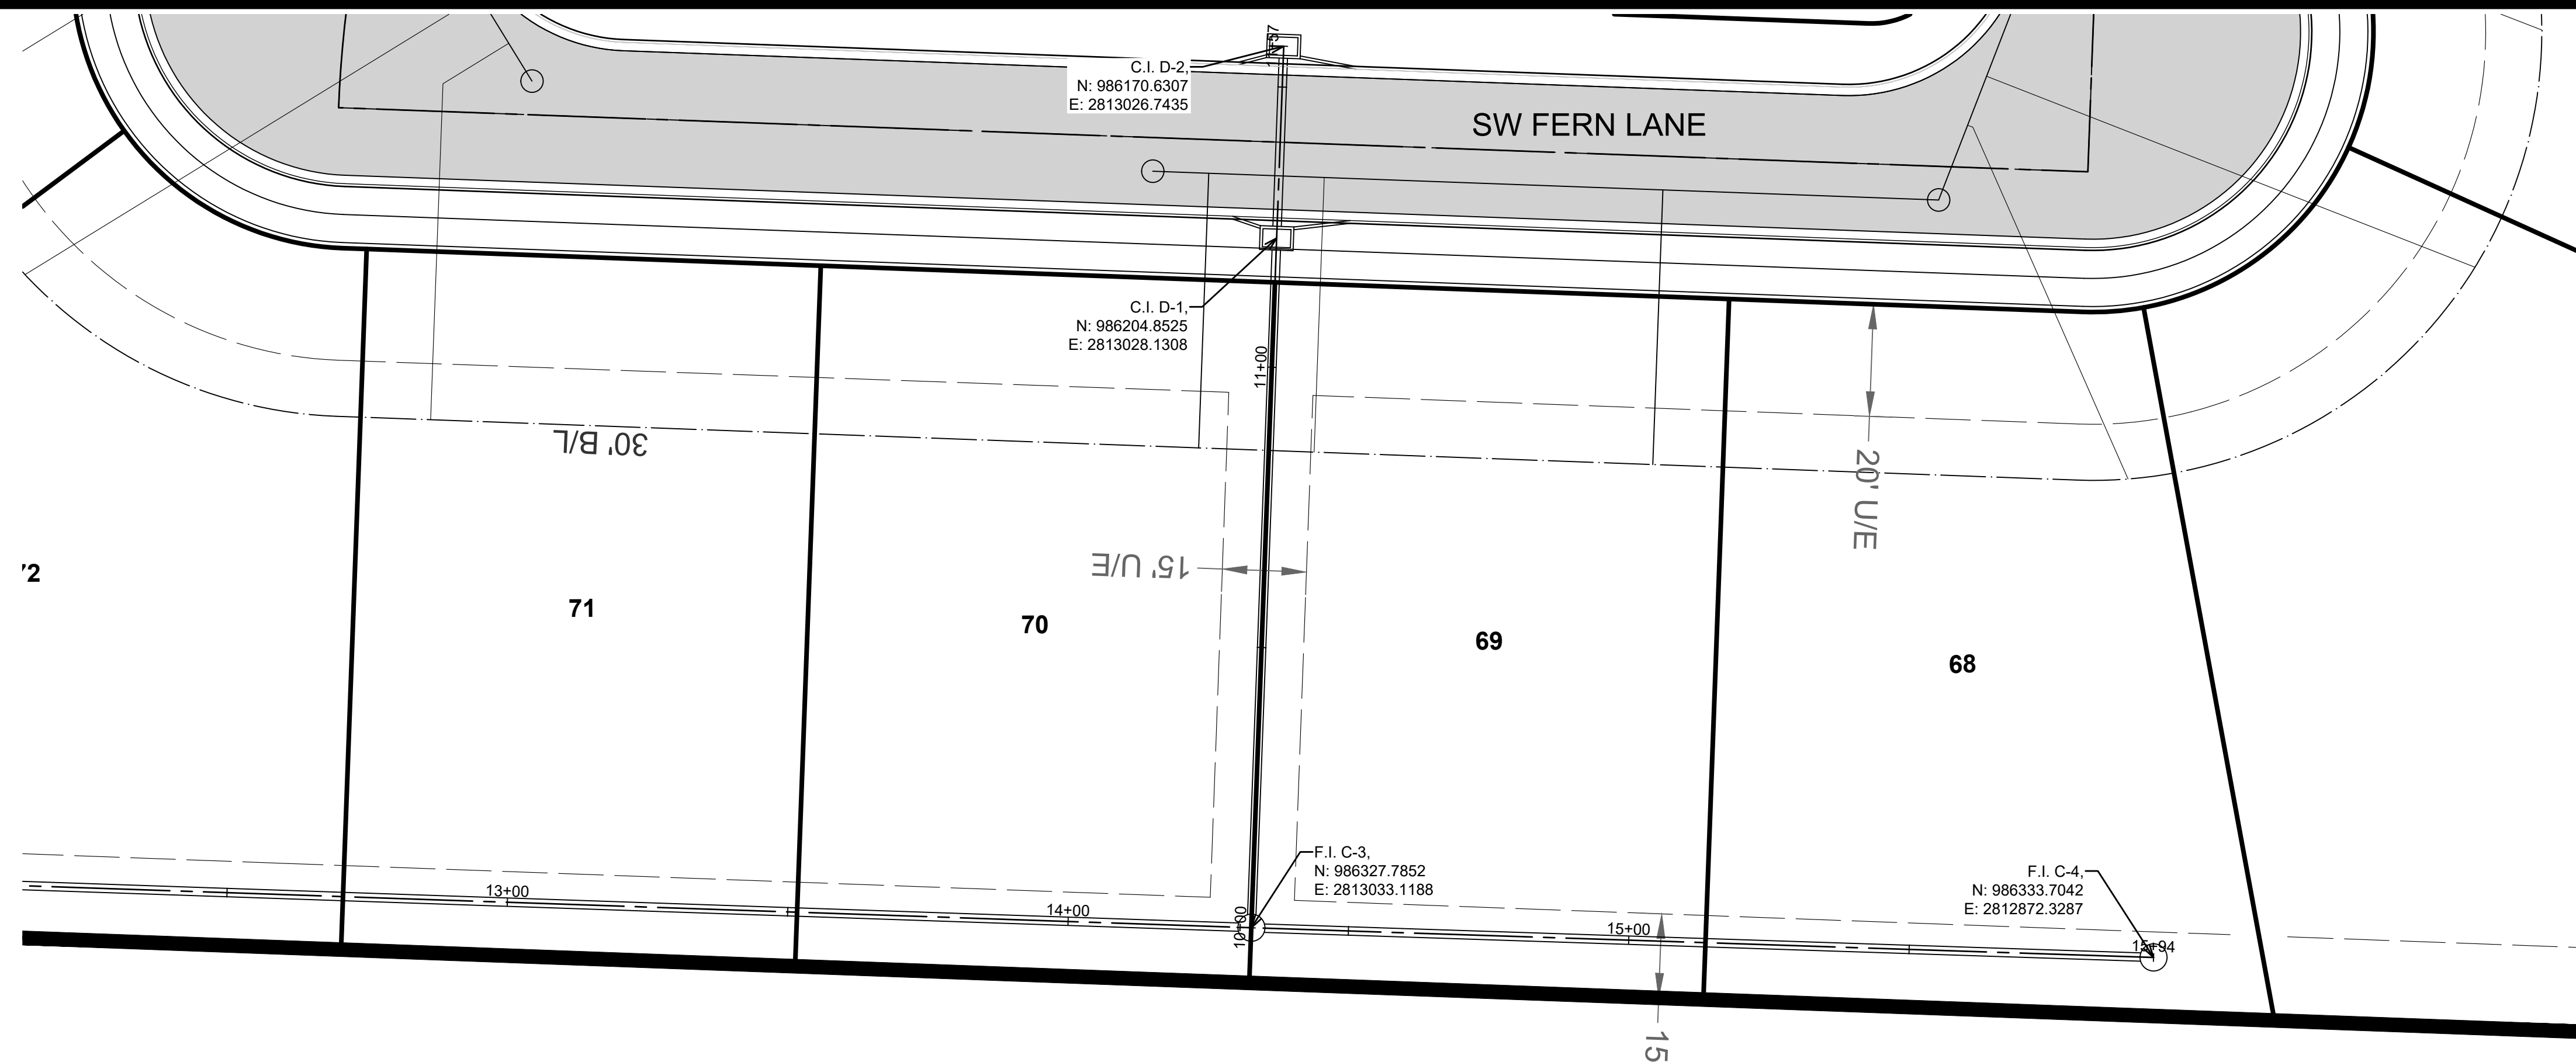 C.I. D-2,
N: 986170.6307
E: 2813026.7435
SW FERN LANE
C.I. D-1,
N: 986204.8525
E: 2813028.1308
11+00
30' B/L
20' U/E
15' U/E
72
71
70
69
68
F.I. C-3,
N: 986327.7852
E: 2813033.1188
F.I. C-4,
N: 986333.7042
E: 2812872.3287
13+00
14+00
10+00
15+00
15+94
15